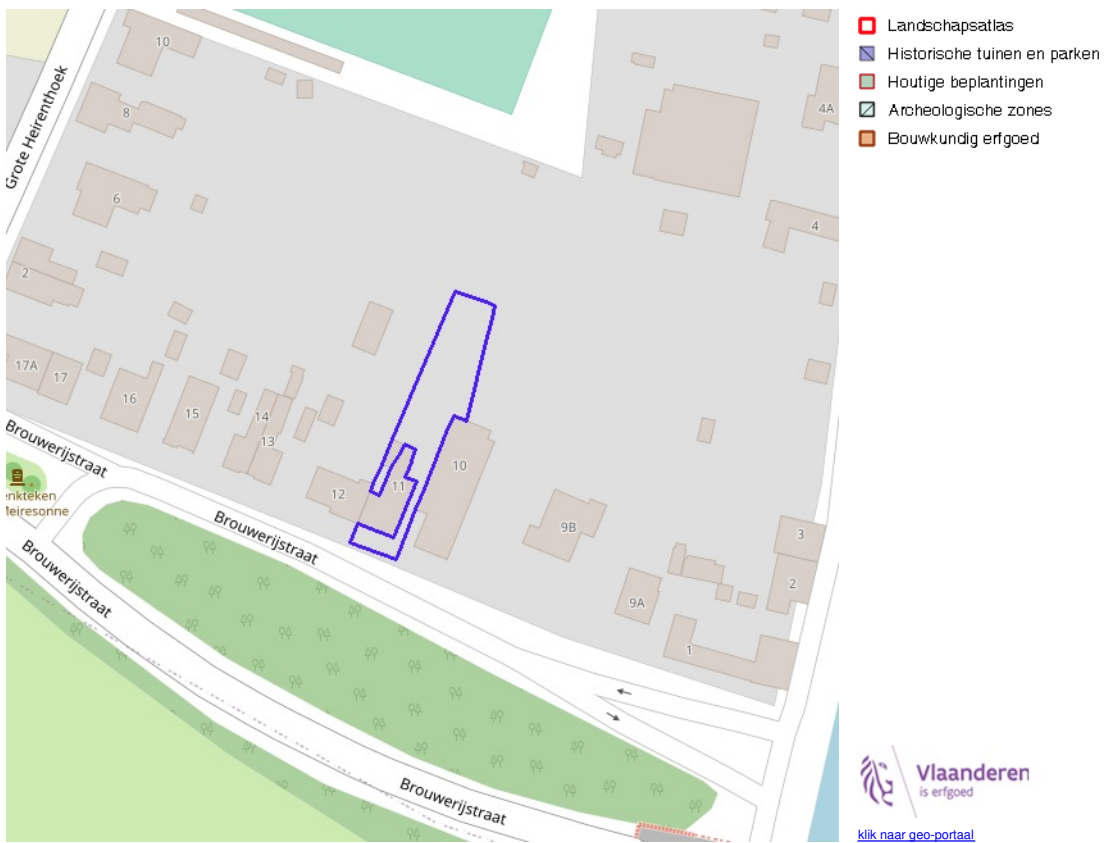 Landschapsatlas
Historische tuinen en parken
Houtige beplantingen
Archeologische zones
Bouwkundig erfgoed
10
Grote Heirenthoek
8
4A
6
4
2
17A
17
16
15
14
13
12
11
10
9B
9A
3
2
1
Brouwerijstraat
Brouwerijstraat
Brouwerijstraat
Brouwerijstraat
enkteken
Meiresonne
Vlaanderen
is erfgoed
klik naar geo-portaal